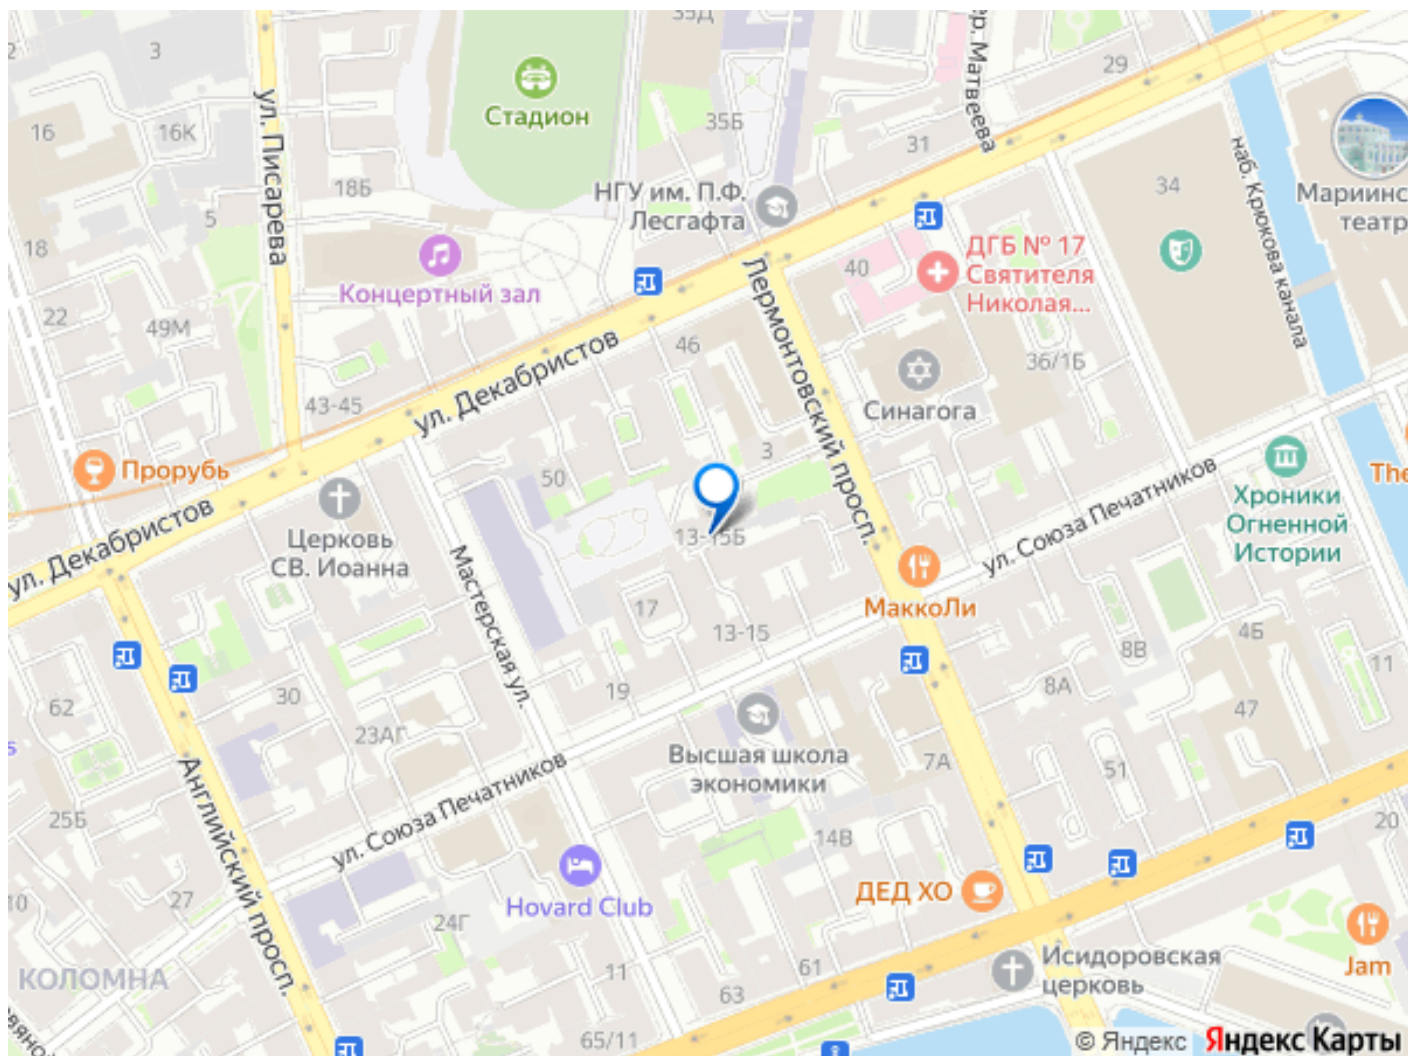 35Д
3
29
16
16К
ул. Писарева
Стадион
35Б
31
пер. Матвеева
наб. Крюкова канала
Мариинс
театр
18Б
НГУ им. П.Ф.
Лесгафта
34
5
18
Концертный зал
40
ДГБ № 17
Святителя
Николая...
22
49М
46
36/1Б
43-45
ул. Декабристов
Лермонтовский просп.
Синагога
3
Прорубь
50
The
Хроники
Огненной
Истории
ул. Декабристов
Церковь
СВ. Иоанна
13-15Б
ул. Союза Печатников
МаккоЛи
Мастерская ул.
17
13-15
4Б
8В
11
62
30
19
8А
47
23АГ
Высшая школа
экономики
7А
51
s
25Б
Английский просп.
ул. Союза Печатников
14В
20
Hovard Club
ДЕД ХО
10
27
24Г
Jam
КОЛОМНА
11
61
Исидоровская
церковь
63
65/11
© Яндекс Яндекс Карты